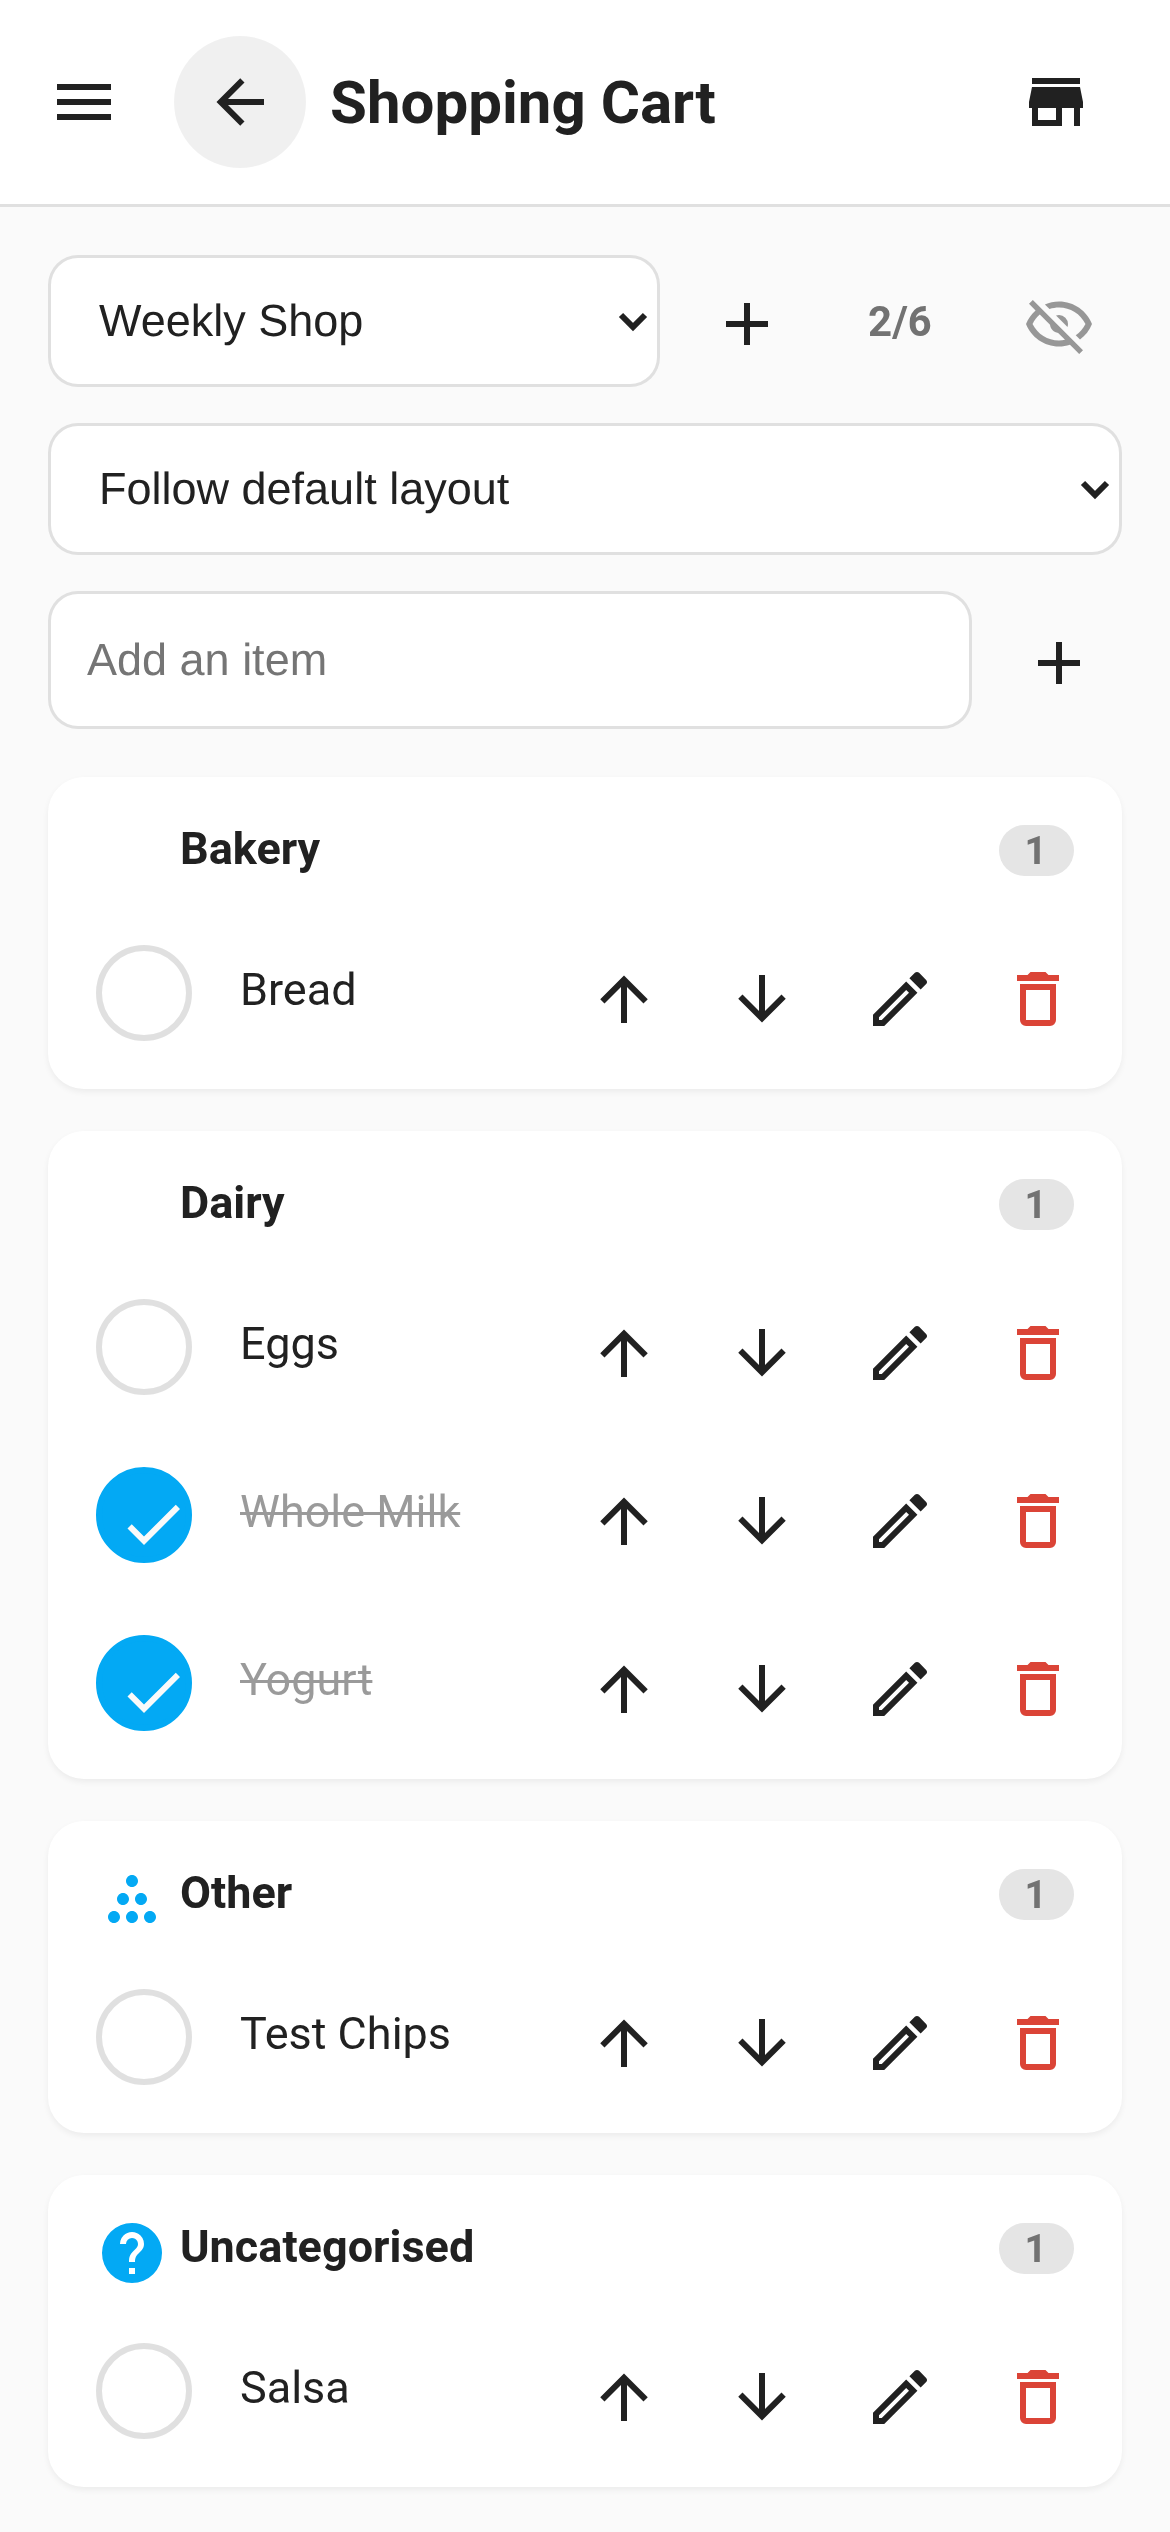 Shopping Cart
Weekly Shop
2/6
Follow default layout
Add an item
Bakery 1
Bread
Dairy 1
Eggs
Whole Milk
Yogurt
Other 1
Test Chips
Uncategorised 1
Salsa